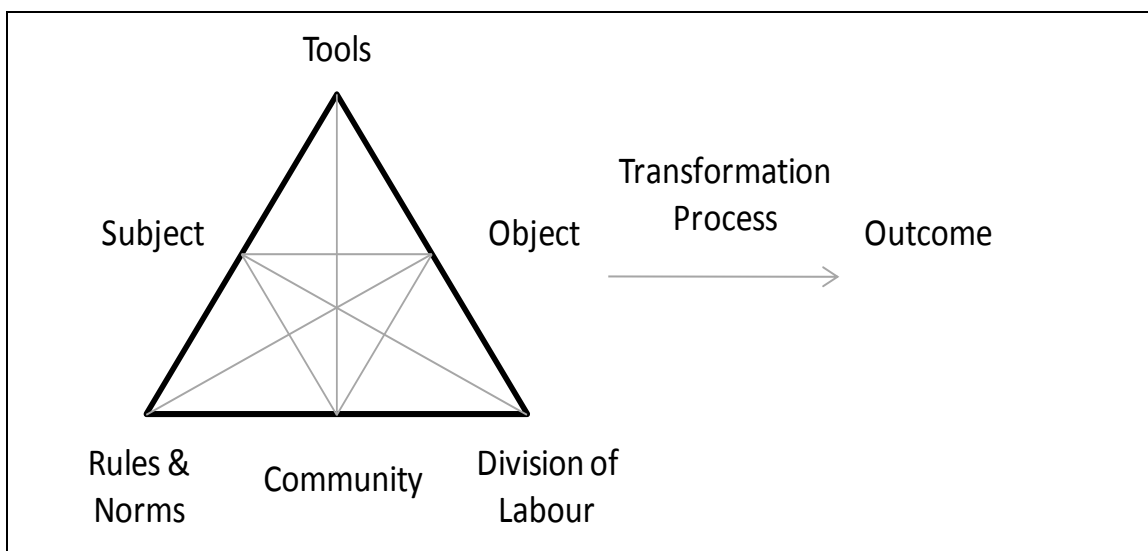 Tools
Transformation
Process
Subject
Object
Outcome
Rules &
Norms
Community
Division of
Labour